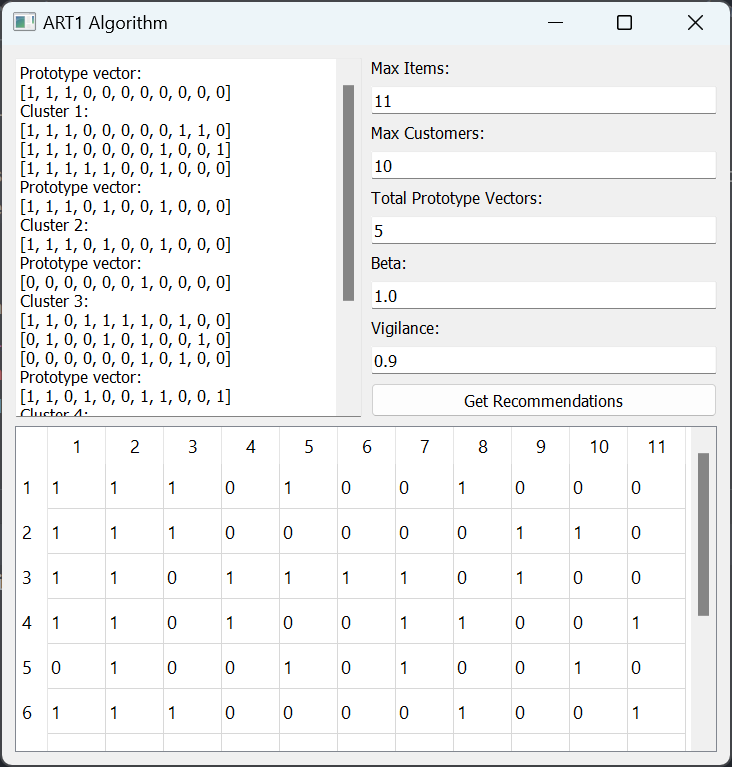 ART1 Algorithm
Prototype vector:
[1, 1, 1, 0, 0, 0, 0, 0, 0, 0, 0]
Cluster 1:
[1, 1, 1, 0, 0, 0, 0, 0, 1, 1, 0]
[1, 1, 1, 0, 0, 0, 0, 1, 0, 0, 1]
[1, 1, 1, 1, 1, 0, 0, 1, 0, 0, 0]
Prototype vector:
[1, 1, 1, 0, 1, 0, 0, 1, 0, 0, 0]
Cluster 2:
[1, 1, 1, 0, 1, 0, 0, 1, 0, 0, 0]
Prototype vector:
[0, 0, 0, 0, 0, 0, 1, 0, 0, 0, 0]
Cluster 3:
[1, 1, 0, 1, 1, 1, 1, 0, 1, 0, 0]
[0, 1, 0, 0, 1, 0, 1, 0, 0, 1, 0]
[0, 0, 0, 0, 0, 0, 1, 0, 1, 0, 0]
Prototype vector:
[1, 1, 0, 1, 0, 0, 1, 1, 0, 0, 1]
Cluster 4:
Max Items:
11
Max Customers:
10
Total Prototype Vectors:
5
Beta:
1.0
Vigilance:
0.9
Get Recommendations
1 2 3 4 5 6 7 8 9 10 11
1 1 1 1 0 1 0 0 1 0 0 0
2 1 1 1 0 0 0 0 0 1 1 0
3 1 1 0 1 1 1 1 0 1 0 0
4 1 1 0 1 0 0 1 1 0 0 1
5 0 1 0 0 1 0 1 0 0 1 0
6 1 1 1 0 0 0 0 1 0 0 1